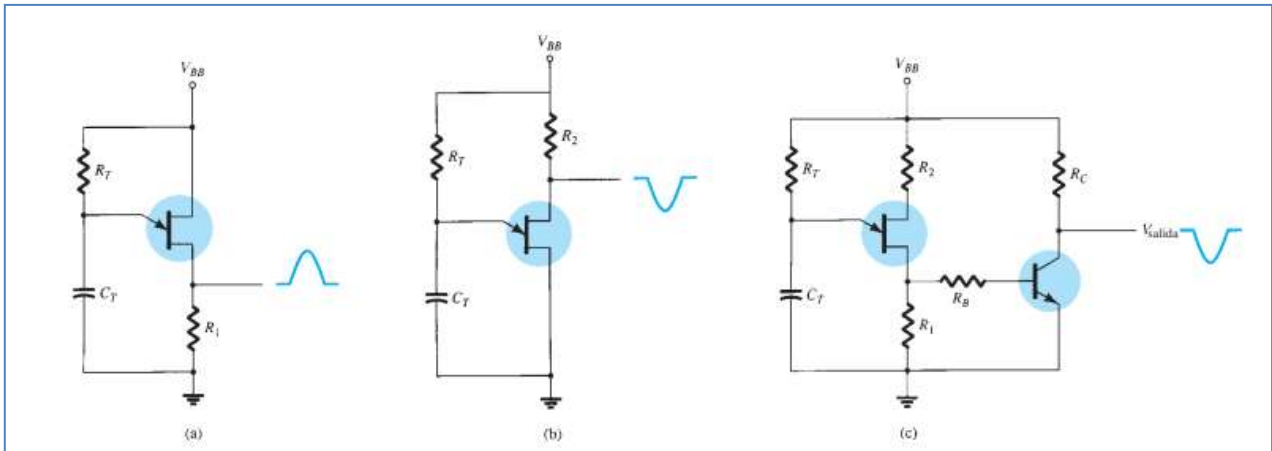 V_BB
R_T
C_T
R_1
(a)
V_BB
R_2
R_T
C_T
(b)
V_BB
R_T
R_2
R_C
V_salida
C_T
R_B
R_1
(c)